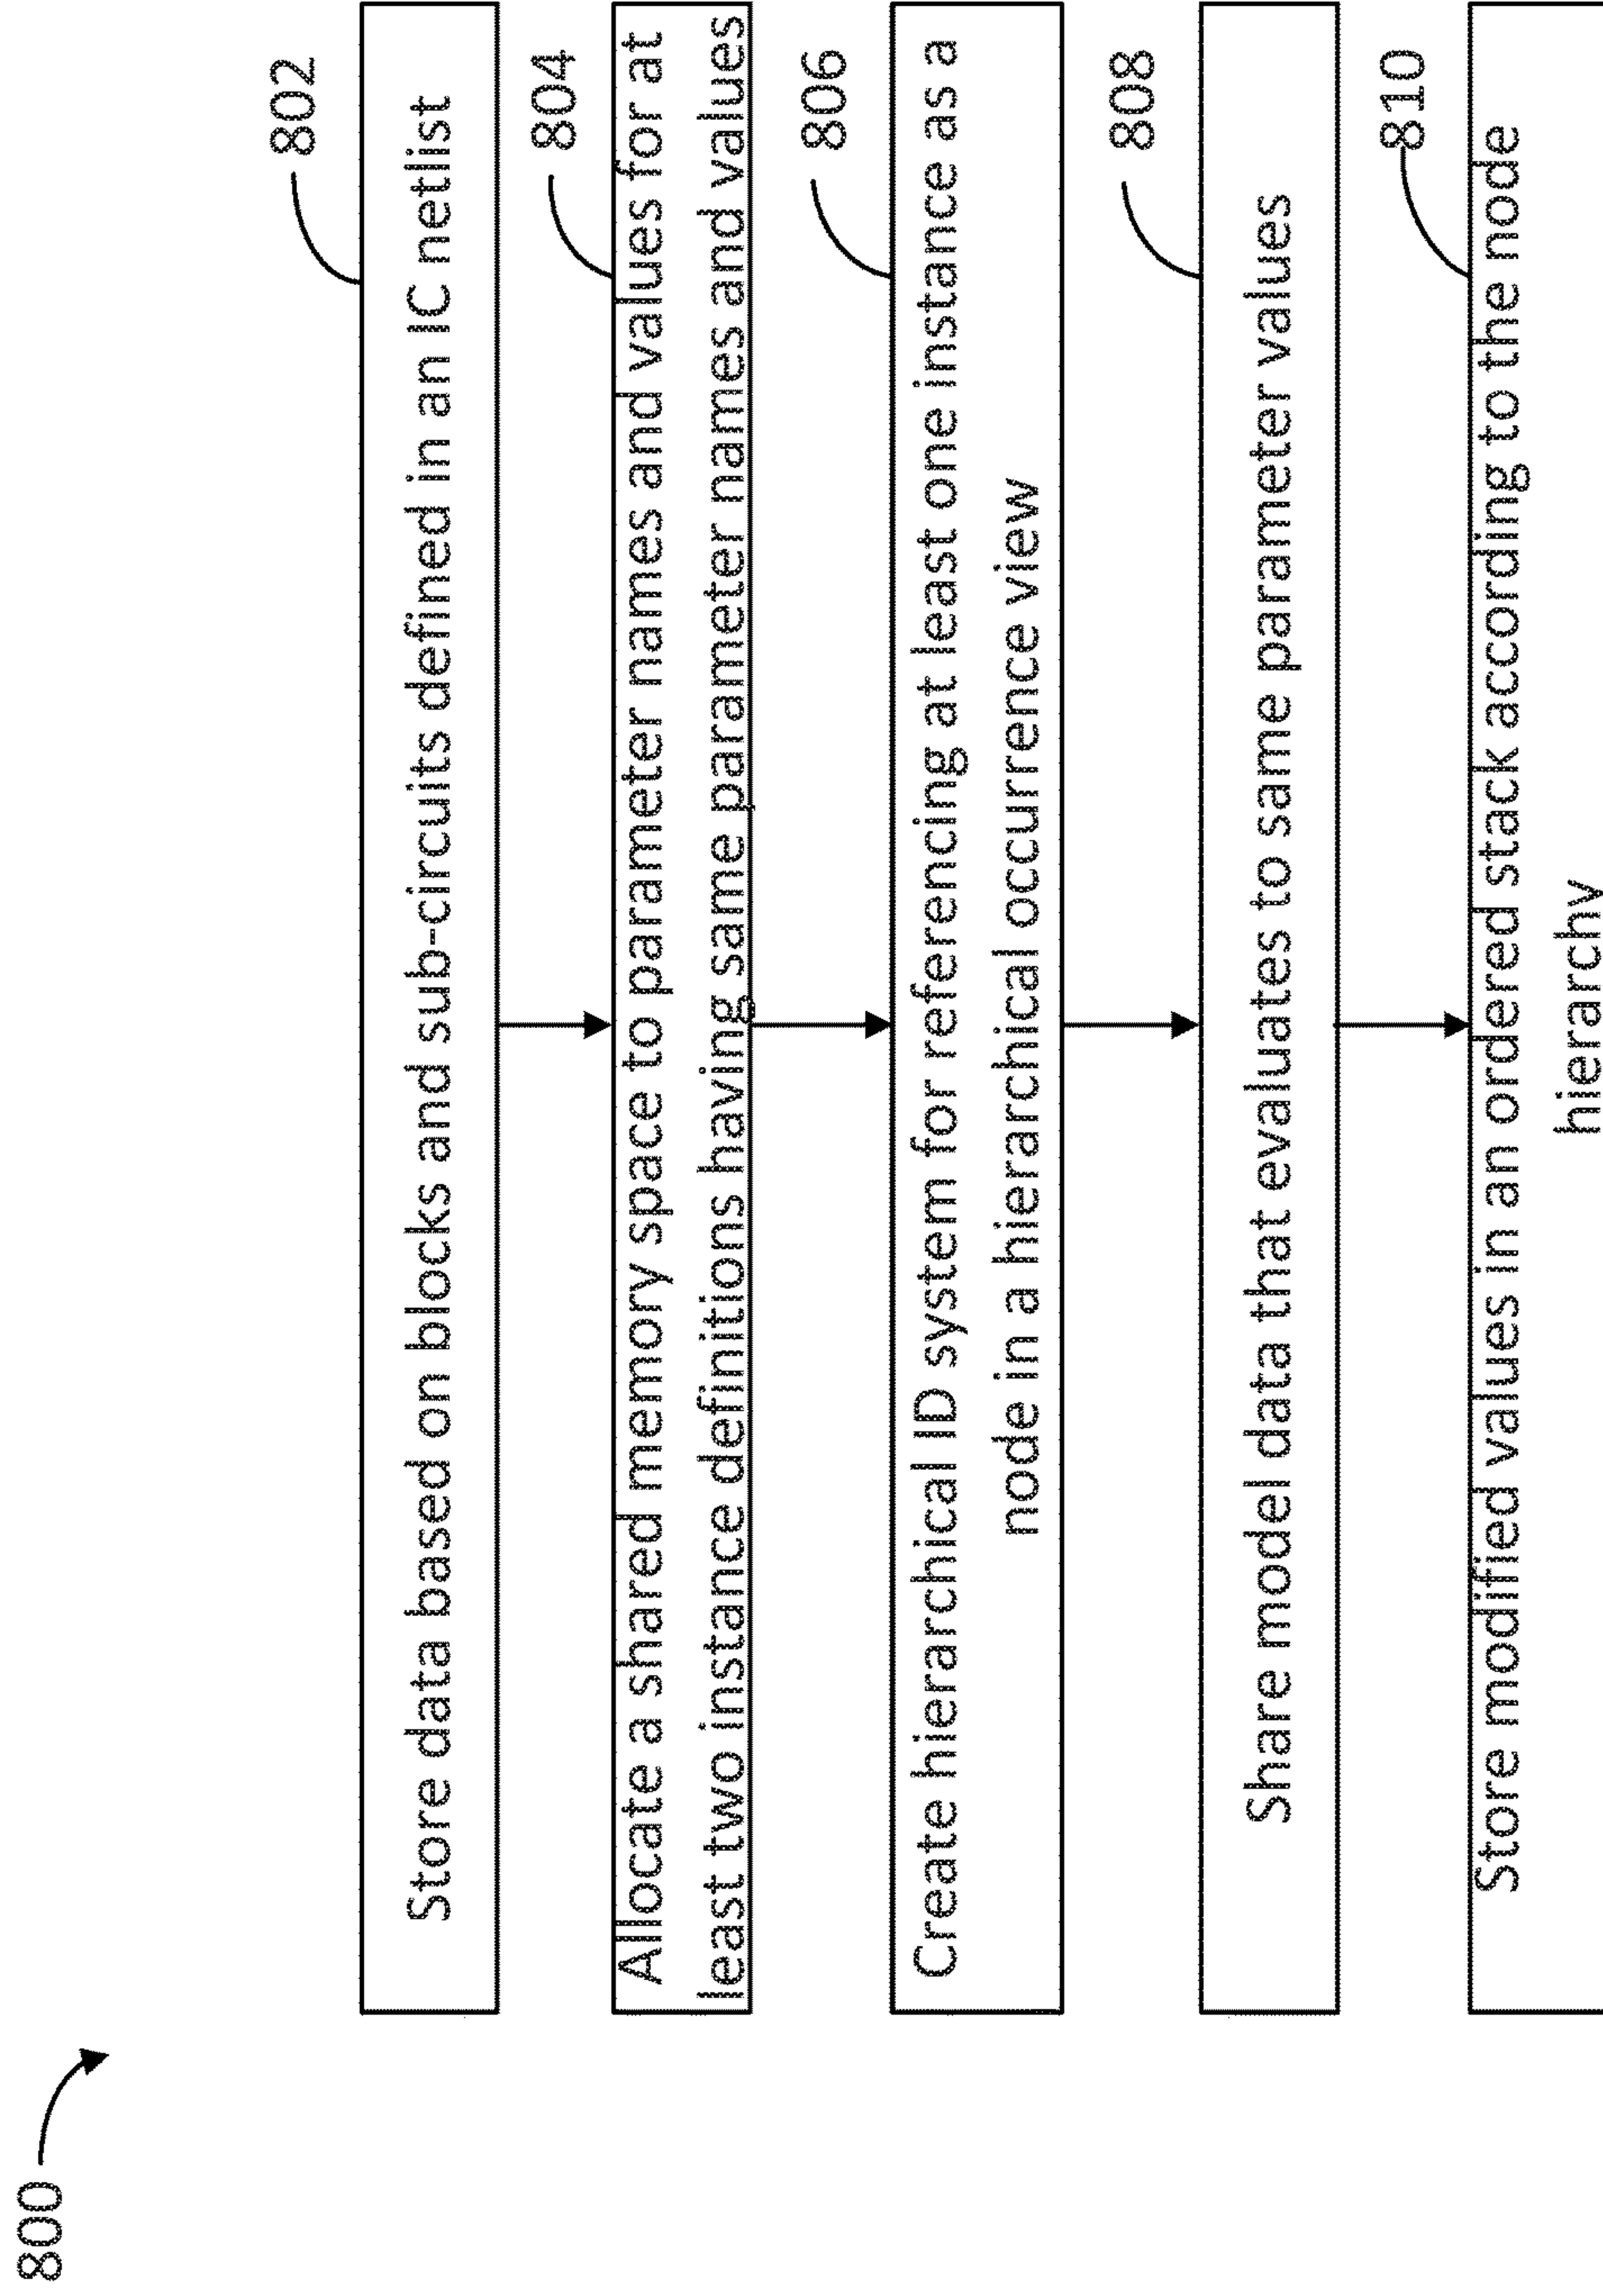 800
802
Store data based on blocks and sub-circuits defined in an IC netlist
804
Allocate a shared memory space to parameter names and values for at
least two instance definitions having same parameter names and values
806
Create hierarchical ID system for referencing at least one instance as a
node in a hierarchical occurrence view
808
Share model data that evaluates to same parameter values
810
Store modified values in an ordered stack according to the node
hierarchy